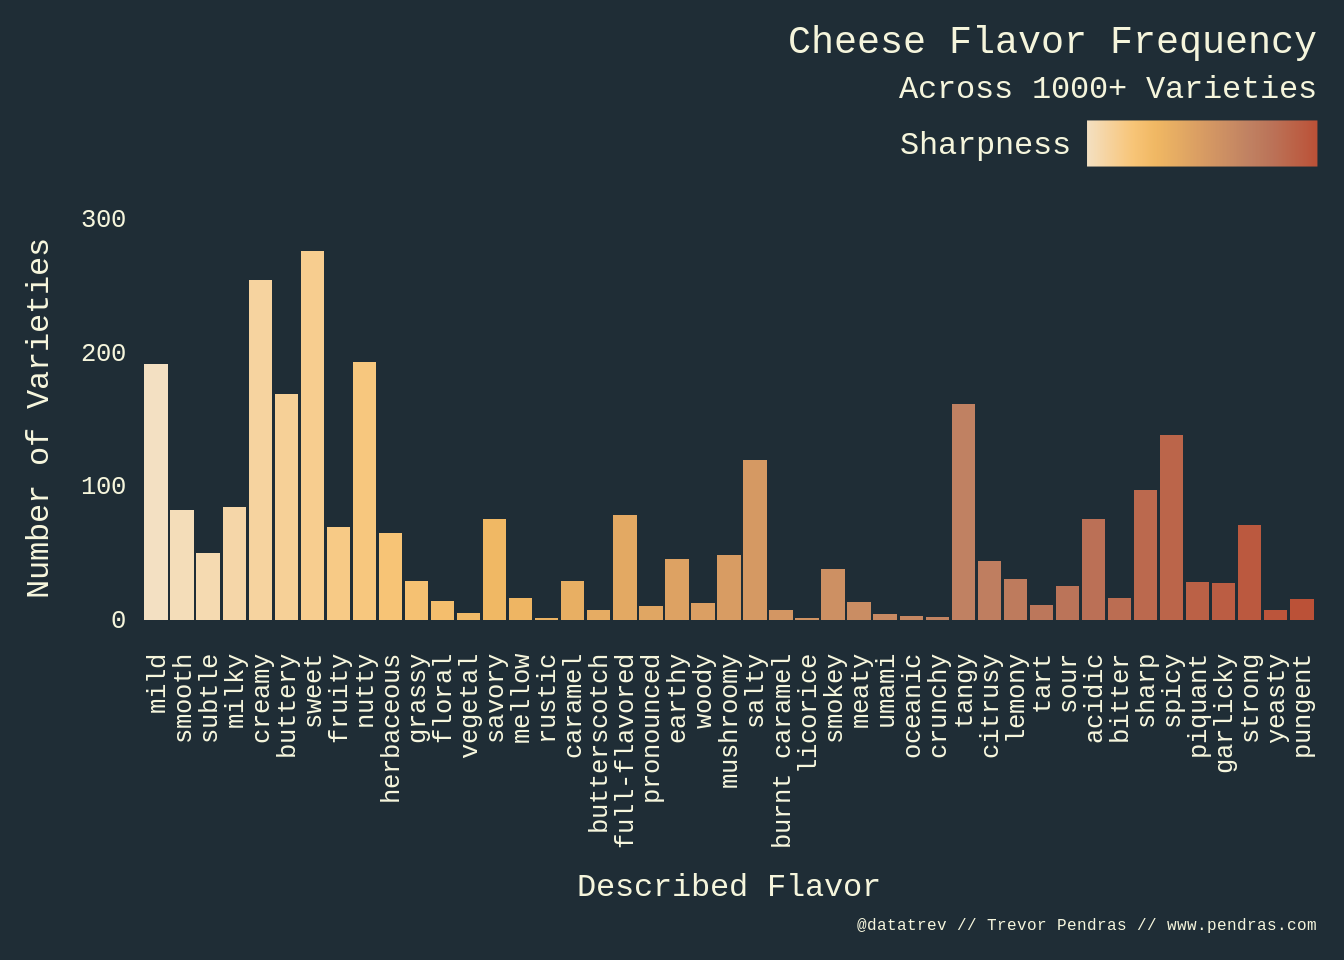 Cheese Flavor Frequency
Across 1000+ Varieties
Sharpness
Number of Varieties
300
200
100
0
mild
smooth
subtle
milky
creamy
buttery
sweet
fruity
nutty
herbaceous
grassy
floral
vegetal
savory
mellow
rustic
caramel
butterscotch
full-flavored
pronounced
earthy
woody
mushroomy
salty
burnt caramel
licorice
smokey
meaty
umami
oceanic
crunchy
tangy
citrusy
lemony
tart
sour
acidic
bitter
sharp
spicy
piquant
garlicky
strong
yeasty
pungent
Described Flavor
@datatrev // Trevor Pendras // www.pendras.com